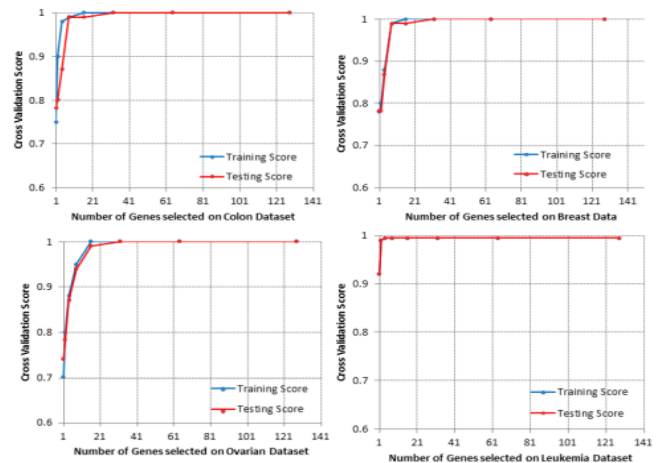 Cross Validation Score
1
0.9
0.8
0.7
0.6
Training Score
Testing Score
1 21 41 61 81 101 121 141
Number of Genes selected on Colon Dataset
Cross Validation Score
1
0.9
0.8
0.7
0.6
Training Score
Testing Score
1 21 41 61 81 101 121 141
Number of Genes selected on Breast Data
Cross Validation Score
1
0.9
0.8
0.7
0.6
Training Score
Testing Score
1 21 41 61 81 101 121 141
Number of Genes selected on Ovarian Dataset
Cross Validation Score
1
0.9
0.8
0.7
0.6
Training Score
Testing Score
1 21 41 61 81 101 121 141
Number of Genes selected on Leukemia Dataset